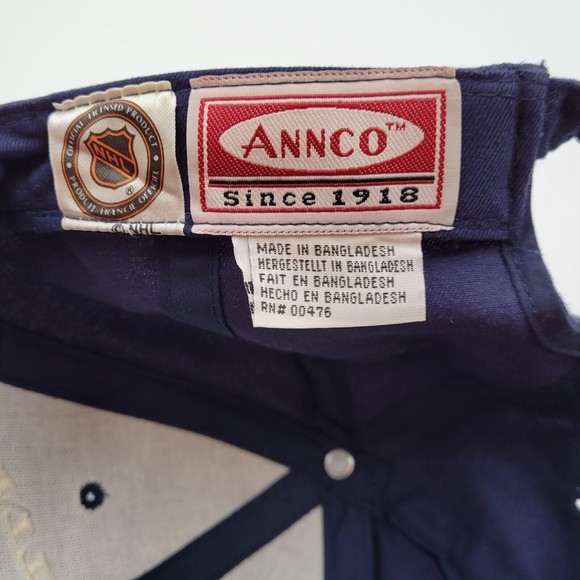 OFFICIAL LICENSED PRODUCT
NHL
PRODUIT LICENCIÉ OFFICIEL
®
© NHL
ANNCO™
Since 1918
MADE IN BANGLADESH
HERGESTELLT IN BANGLADESH
FAIT EN BANGLADESH
HECHO EN BANGLADESH
RN# 00476